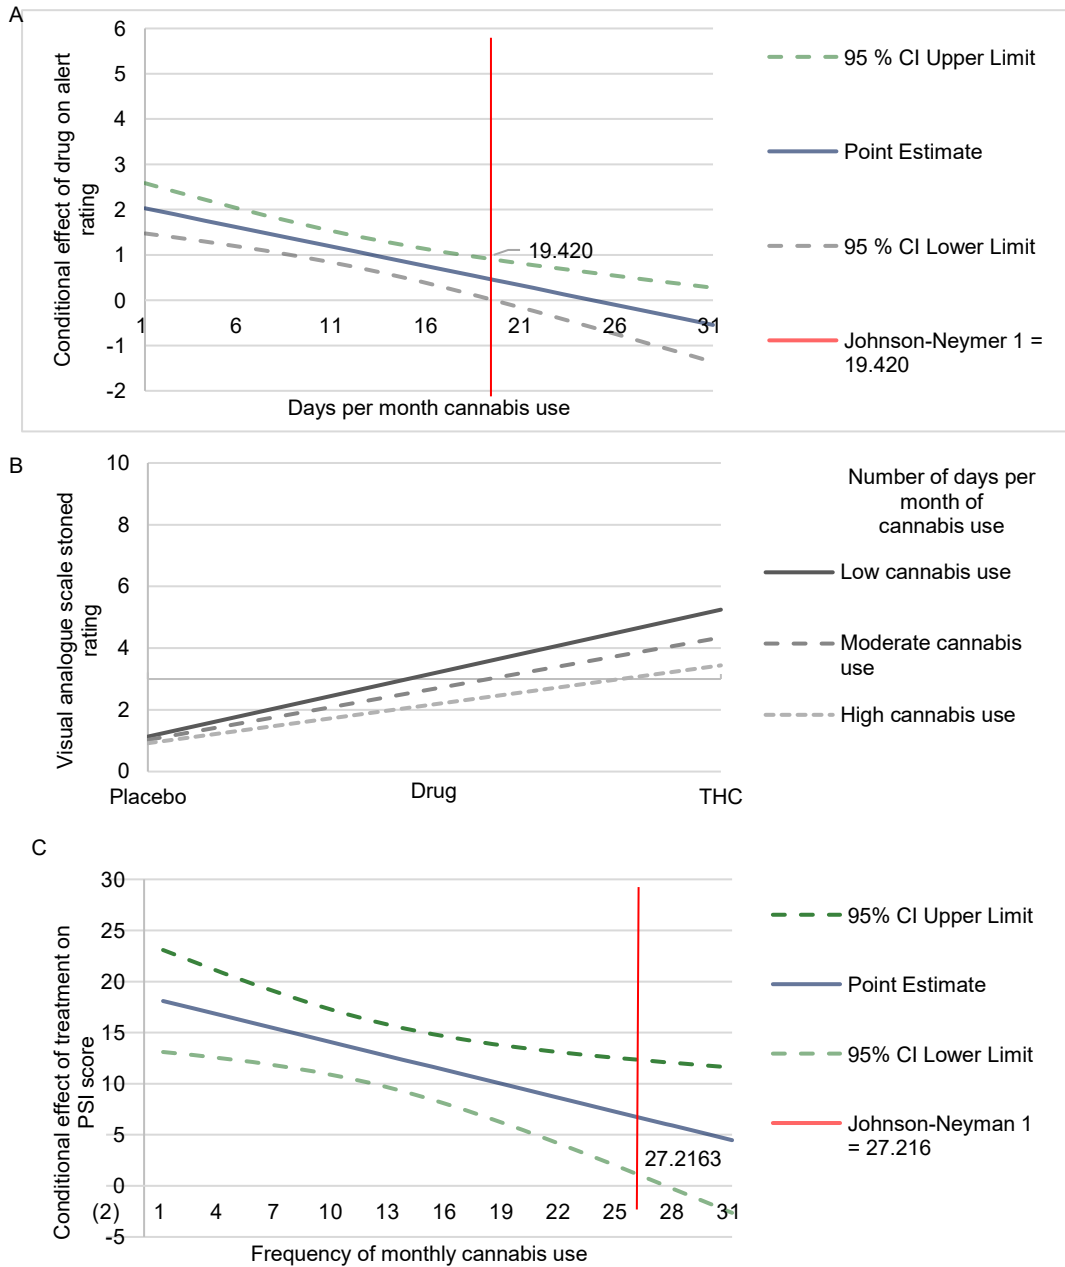 A
6
5
4
3
2
1
0
-1
-2
Conditional effect of drug on alert
rating
19.420
1 6 11 16 21 26 31
Days per month cannabis use
95 % CI Upper Limit
Point Estimate
95 % CI Lower Limit
Johnson-Neymer 1 =
19.420
B
10
8
6
4
2
0
Visual analogue scale stoned
rating
Placebo Drug THC
Number of days per
month of
cannabis use
Low cannabis use
Moderate cannabis
use
High cannabis use
C
30
25
20
15
10
5
0
-5
Conditional effect of treatment on
PSI score
27.2163
(2) 1 4 7 10 13 16 19 22 25 28 31
Frequency of monthly cannabis use
95% CI Upper Limit
Point Estimate
95% CI Lower Limit
Johnson-Neyman 1
= 27.216